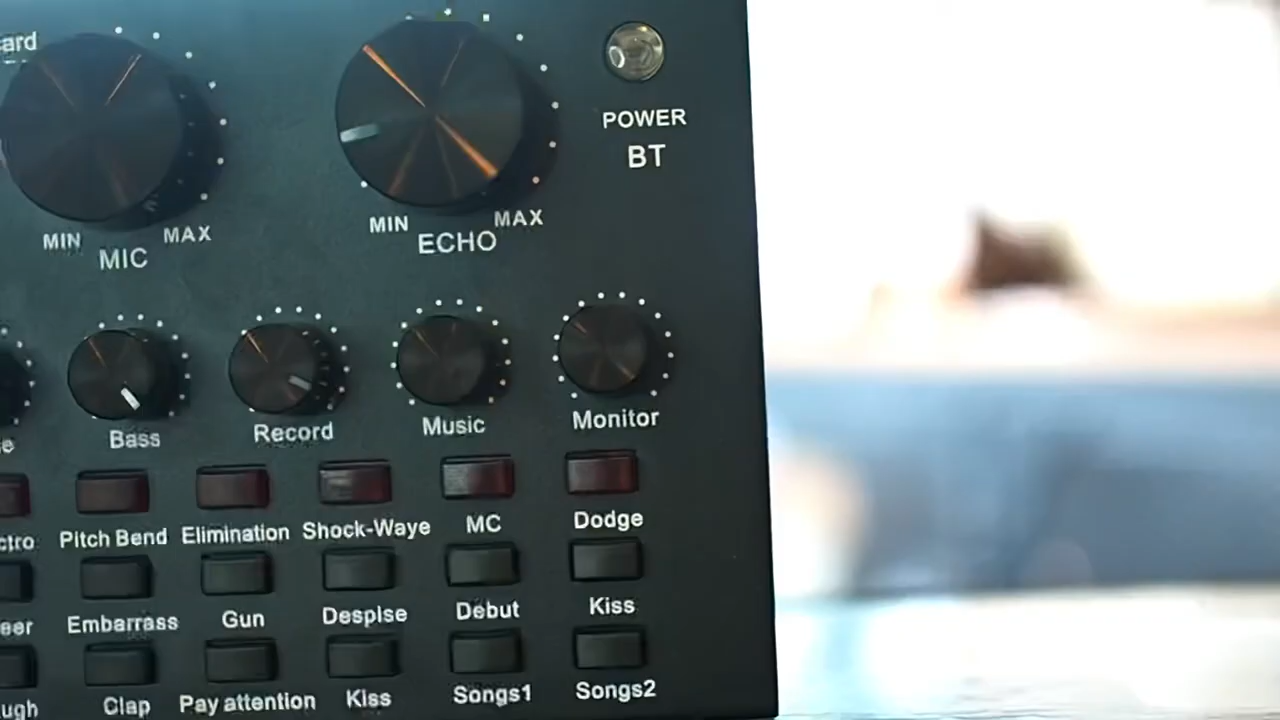 ard
POWER
BT
MIN MAX
MIC
MIN MAX
ECHO
Bass Record Music Monitor
Pitch Bend Elimination Shock-Waye MC Dodge
Embarrass Gun Despise Debut Kiss
Clap Pay attention Kiss Songs1 Songs2